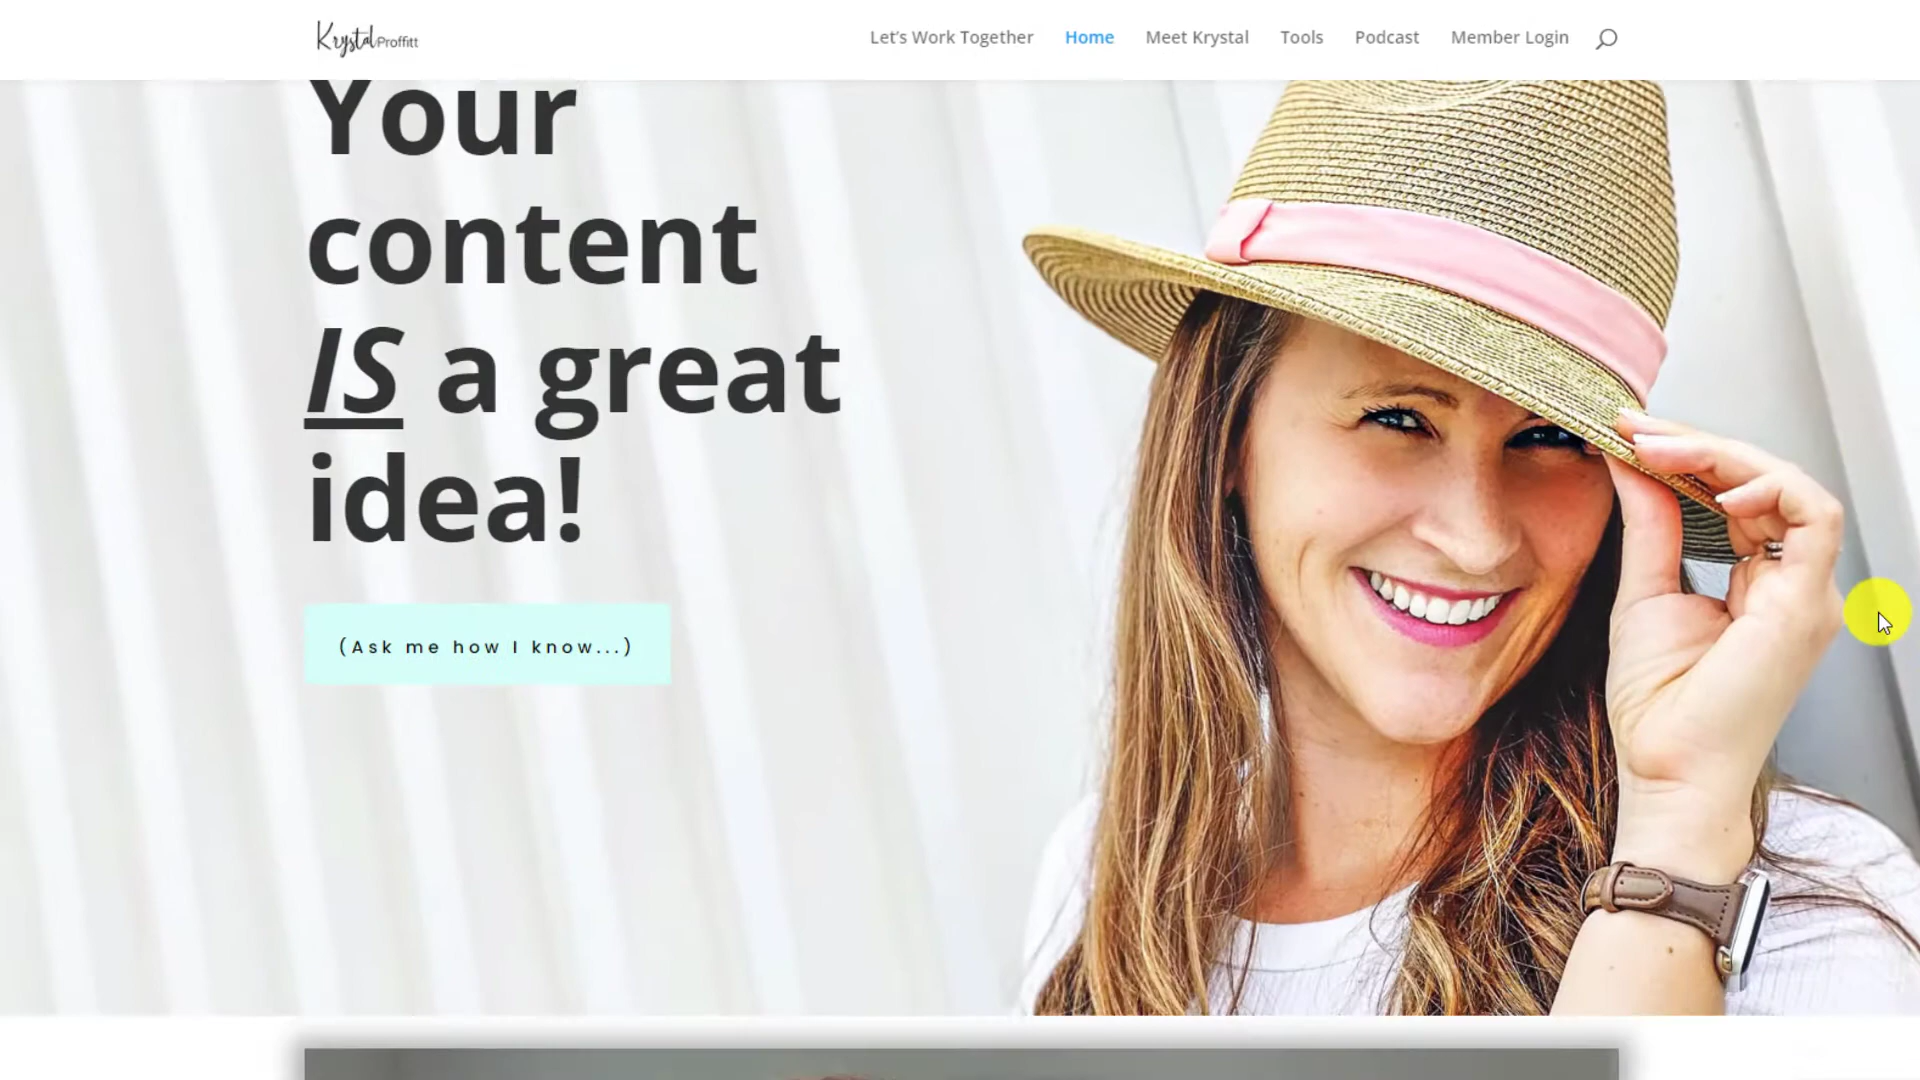 Krystal Proffitt
Let's Work Together Home Meet Krystal Tools Podcast Member Login
Your
content
IS a great
idea!
(Ask me how I know...)